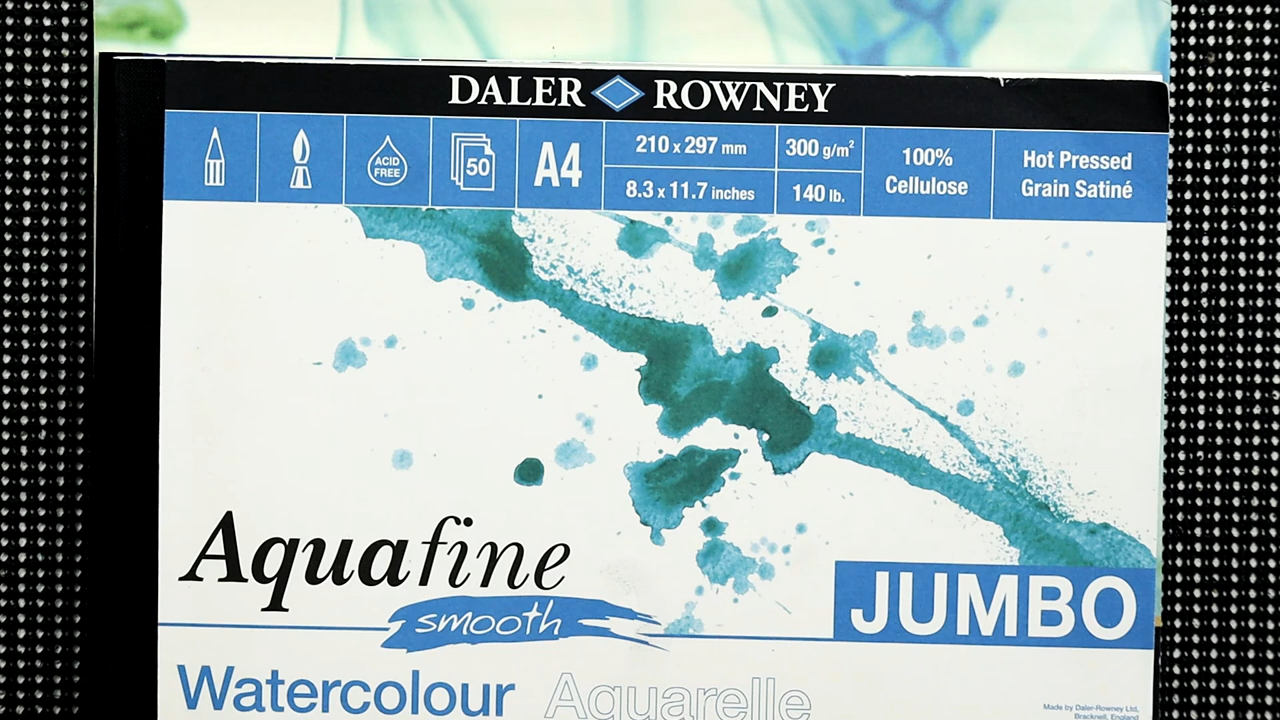 DALER ROWNEY
ACID
FREE
50
A4
210 x 297 mm
8.3 x 11.7 inches
300 g/m²
140 lb.
100%
Cellulose
Hot Pressed
Grain Satiné
Aquafine
smooth
JUMBO
Watercolour Aquarelle
Made by Daler-Rowney Ltd,
Bracknell, England